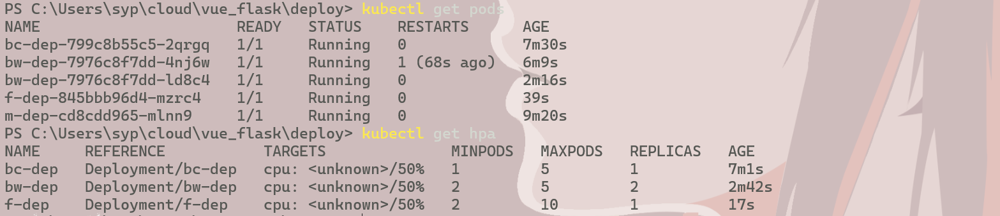 PS C:\Users\syp\cloud\vue_flask\deploy> kubectl get pods
NAME                      READY   STATUS    RESTARTS      AGE
bc-dep-799c8b55c5-2qrgq   1/1     Running   0             7m30s
bw-dep-7976c8f7dd-4nj6w   1/1     Running   1 (68s ago)   6m9s
bw-dep-7976c8f7dd-ld8c4   1/1     Running   0             2m16s
f-dep-845bbb96d4-mzrc4    1/1     Running   0             39s
m-dep-cd8cdd965-mlnn9     1/1     Running   0             9m20s
PS C:\Users\syp\cloud\vue_flask\deploy> kubectl get hpa
NAME     REFERENCE           TARGETS              MINPODS   MAXPODS   REPLICAS   AGE
bc-dep   Deployment/bc-dep   cpu: <unknown>/50%   1         5         1          7m1s
bw-dep   Deployment/bw-dep   cpu: <unknown>/50%   2         5         2          2m42s
f-dep    Deployment/f-dep    cpu: <unknown>/50%   2         10        1          17s